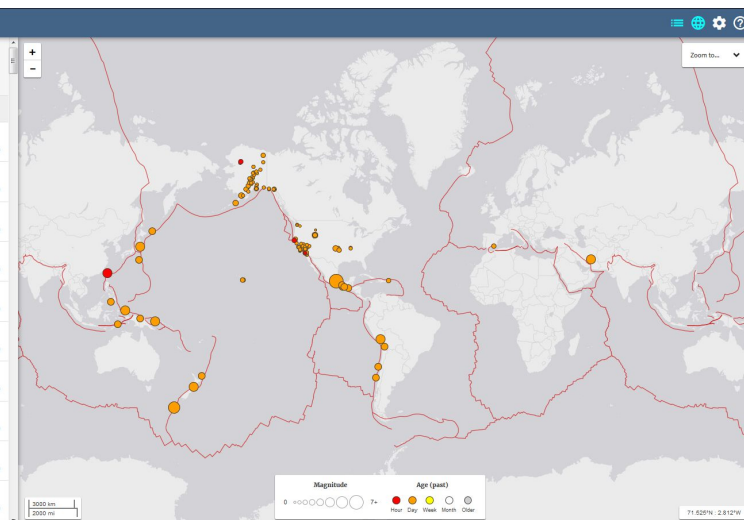 +
−
Zoom to...
Magnitude
0
7+
Age (past)
Hour Day Week Month Older
3000 km
2000 mi
71.525°N | 2.812°W